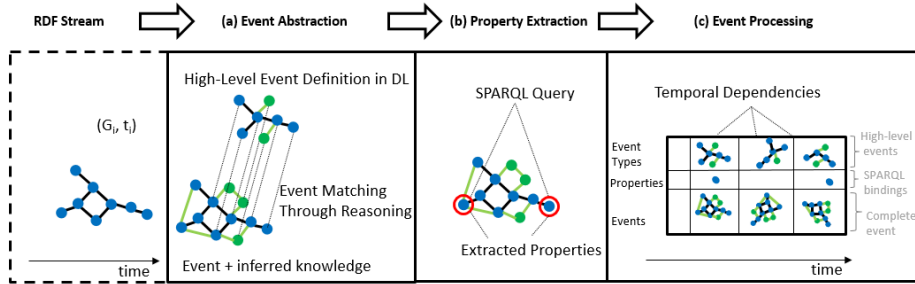 RDF Stream
(a) Event Abstraction
(b) Property Extraction
(c) Event Processing
(Gi, ti)
time
High-Level Event Definition in DL
Event Matching
Through Reasoning
Event + inferred knowledge
SPARQL Query
Extracted Properties
Temporal Dependencies
Event
Types
Properties
Events
High-level
events
SPARQL
bindings
Complete
event
time